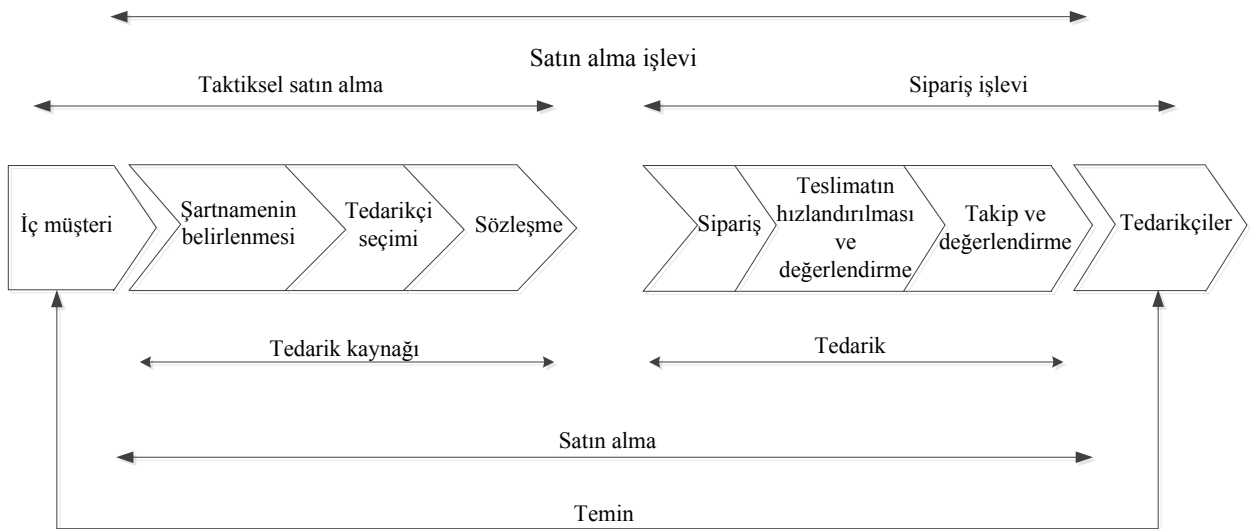 Satın alma işlevi
Taktiksel satın alma
Sipariş işlevi
İç müşteri
Şartnamenin
belirlenmesi
Tedarikçi
seçimi
Sözleşme
Sipariş
Teslimatın
hızlandırılması
ve
değerlendirme
Takip ve
değerlendirme
Tedarikçiler
Tedarik kaynağı
Tedarik
Satın alma
Temin